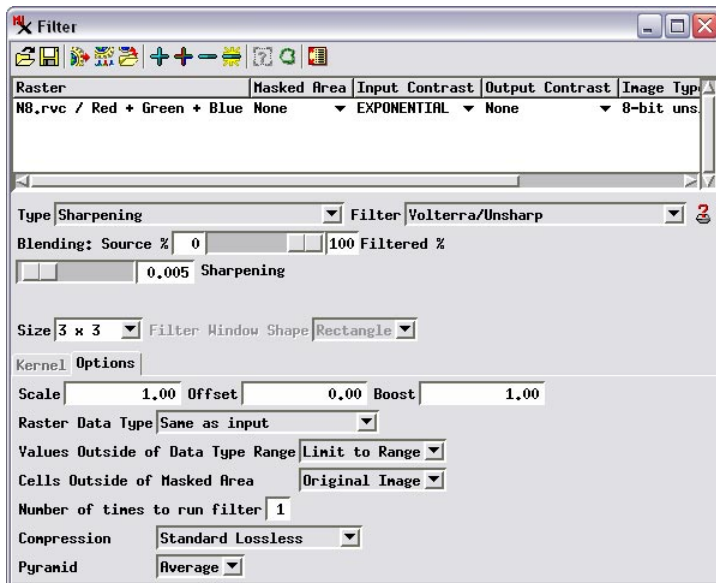 Filter
Raster Masked Area Input Contrast Output Contrast Image Typ
N8.rvc / Red + Green + Blue None EXPONENTIAL None 8-bit uns
Type Sharpening Filter Volterra/Unsharp
Blending: Source % 0 100 Filtered %
0.005 Sharpening
Size 3 x 3 Filter Window Shape Rectangle
Kernel Options
Scale 1.00 Offset 0.00 Boost 1.00
Raster Data Type Same as input
Values Outside of Data Type Range Limit to Range
Cells Outside of Masked Area Original Image
Number of times to run filter 1
Compression Standard Lossless
Pyramid Average